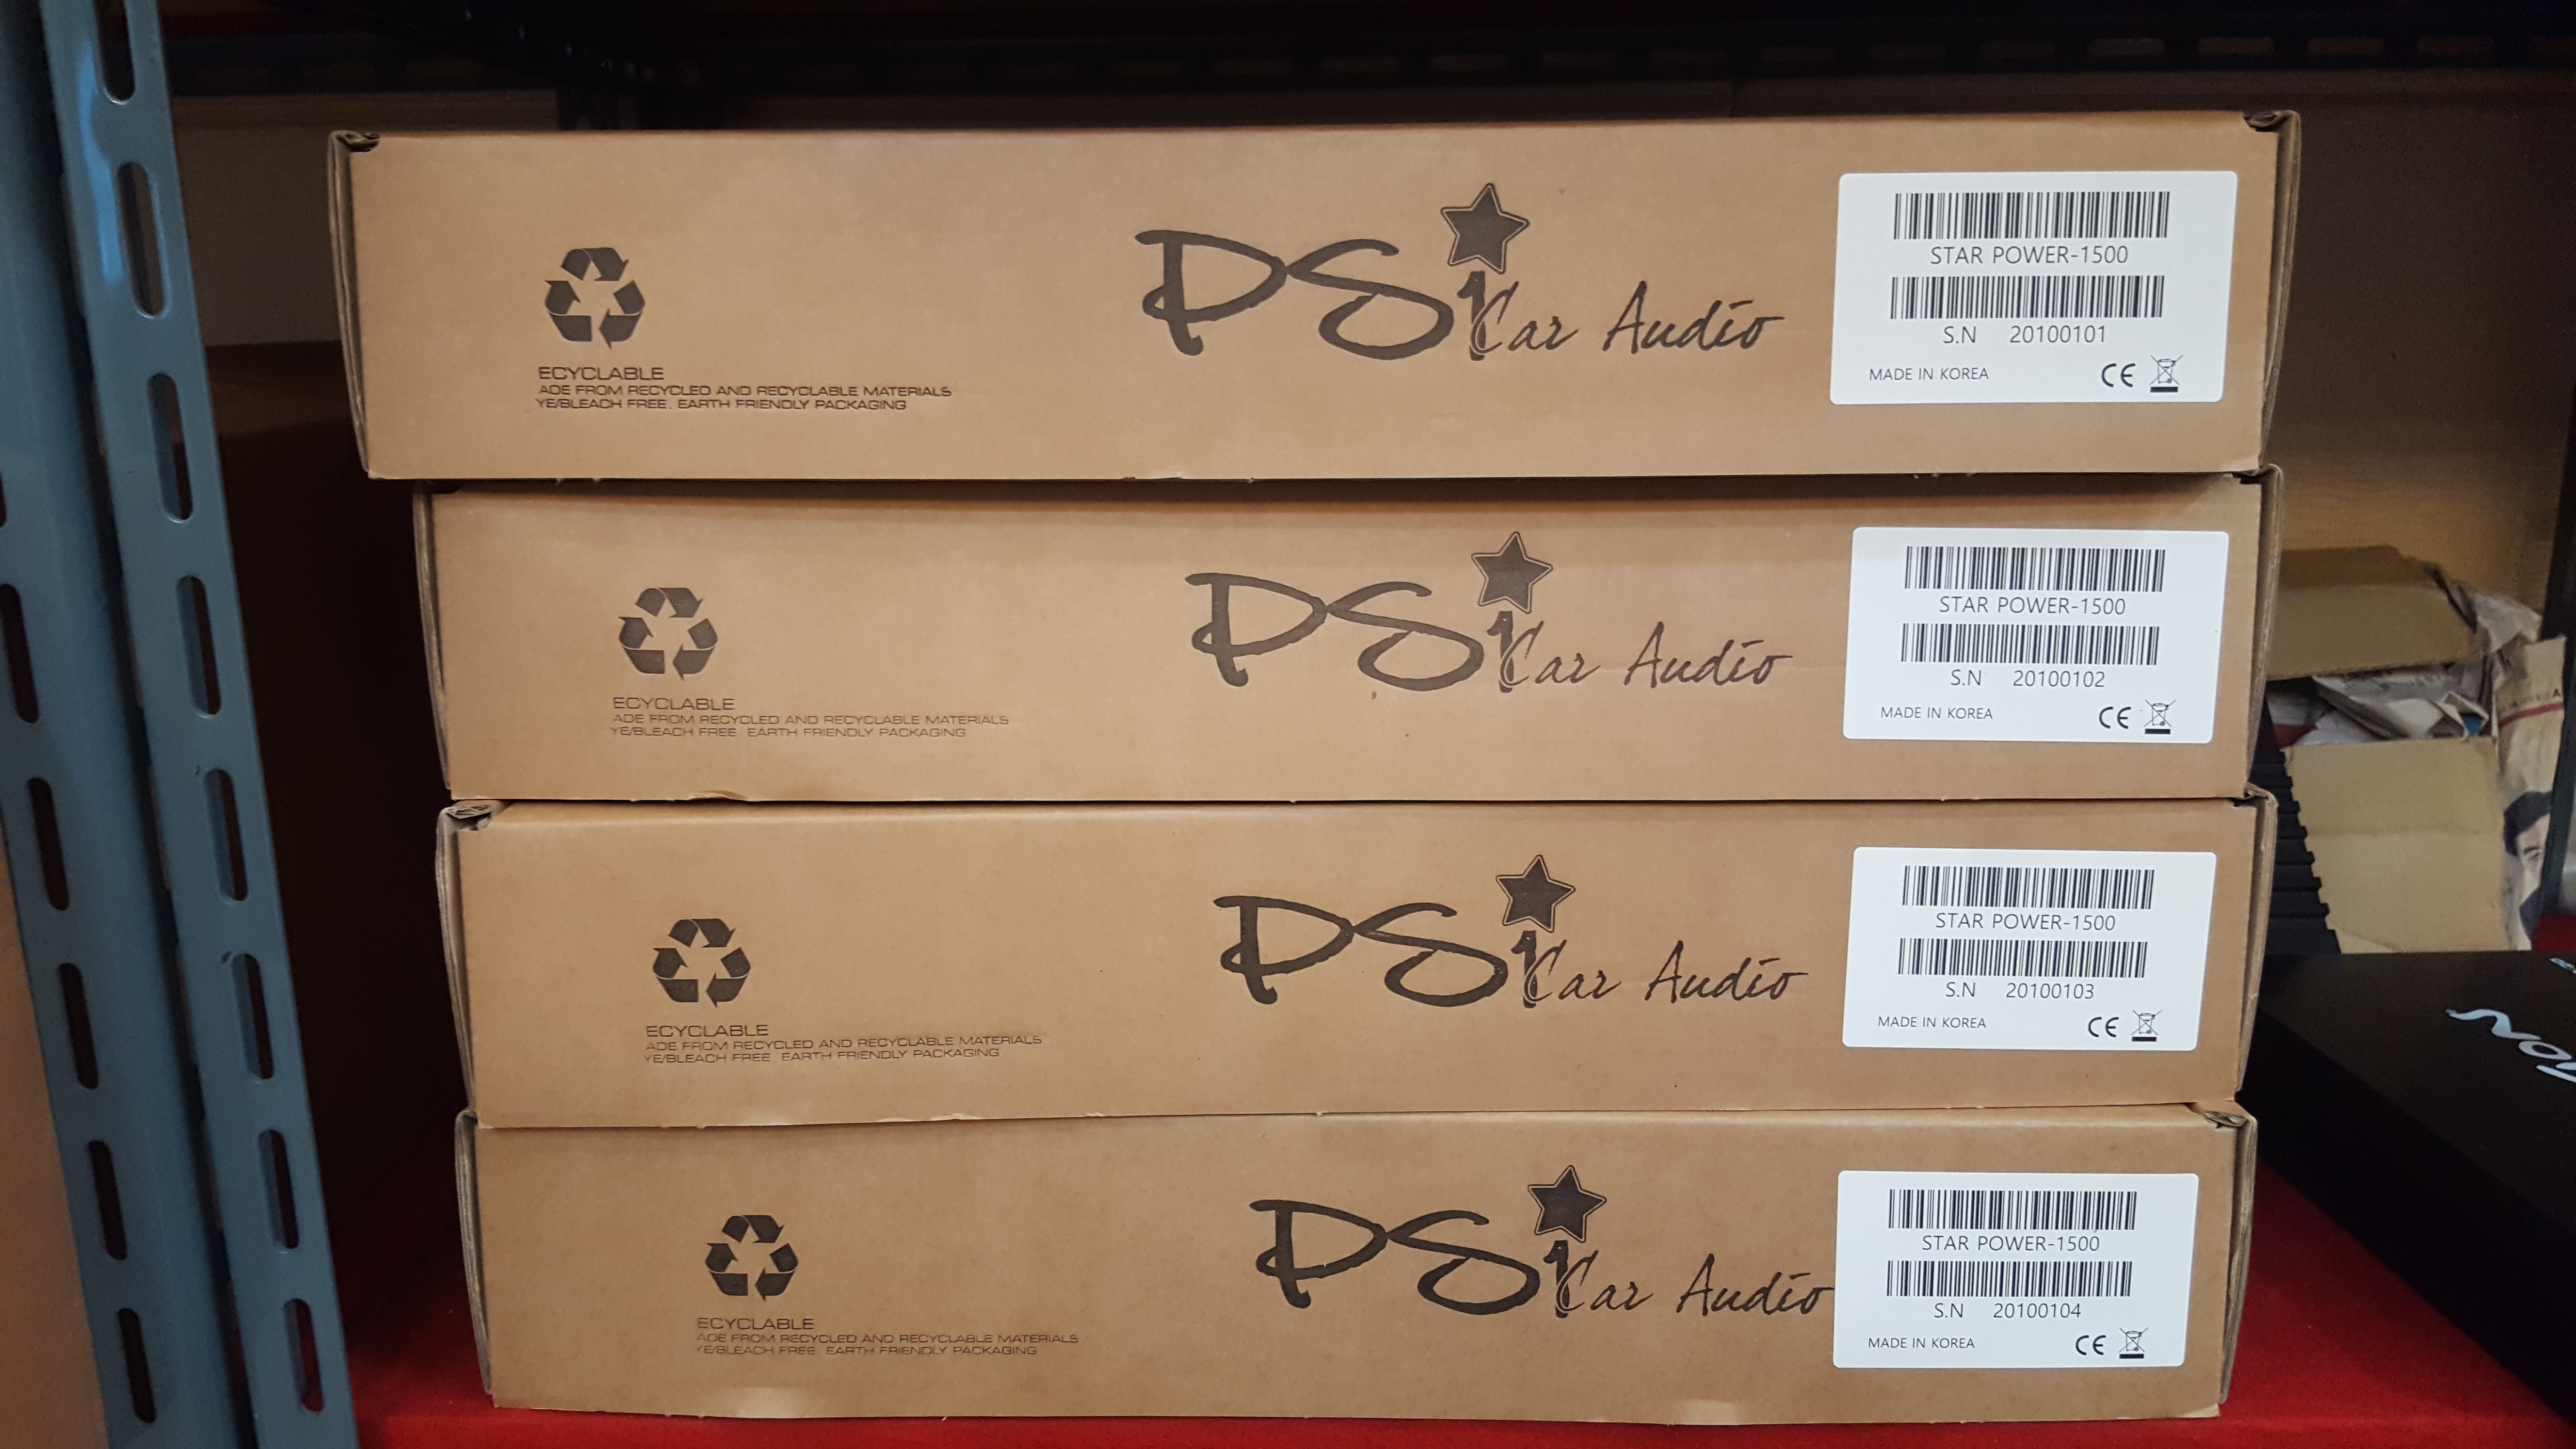 PSi Car Audio
STAR POWER-1500
S.N 20100101
MADE IN KOREA
CE
ECYCLABLE
ADE FROM RECYCLED AND RECYCLABLE MATERIALS
YE/BLEACH FREE, EARTH FRIENDLY PACKAGING
PSi Car Audio
STAR POWER-1500
S.N 20100102
MADE IN KOREA
CE
ECYCLABLE
ADE FROM RECYCLED AND RECYCLABLE MATERIALS
YE/BLEACH FREE, EARTH FRIENDLY PACKAGING
PSi Car Audio
STAR POWER-1500
S.N 20100103
MADE IN KOREA
CE
ECYCLABLE
ADE FROM RECYCLED AND RECYCLABLE MATERIALS
YE/BLEACH FREE, EARTH FRIENDLY PACKAGING
PSi Car Audio
STAR POWER-1500
S.N 20100104
MADE IN KOREA
CE
ECYCLABLE
ADE FROM RECYCLED AND RECYCLABLE MATERIALS
YE/BLEACH FREE, EARTH FRIENDLY PACKAGING